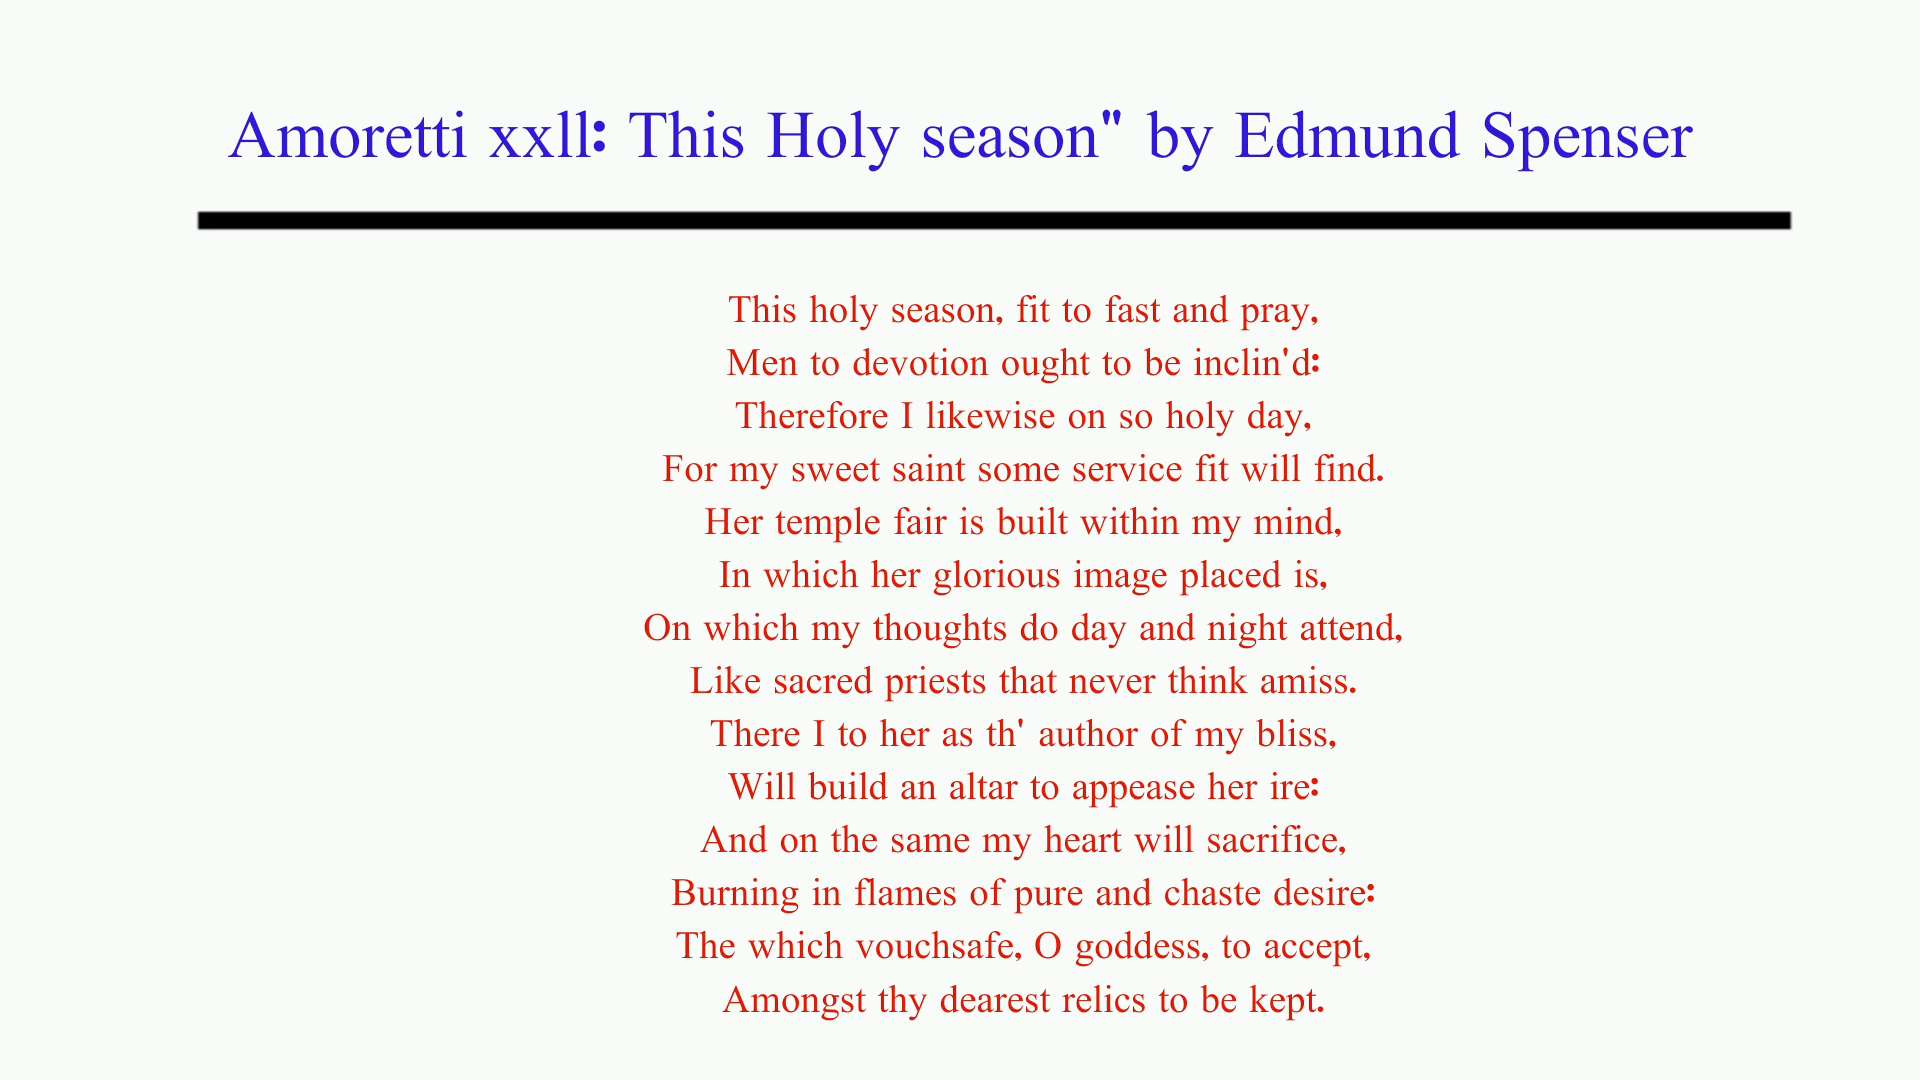 Amoretti xxll: This Holy season" by Edmund Spenser
This holy season, fit to fast and pray,
Men to devotion ought to be inclin'd:
Therefore I likewise on so holy day,
For my sweet saint some service fit will find.
Her temple fair is built within my mind,
In which her glorious image placed is,
On which my thoughts do day and night attend,
Like sacred priests that never think amiss.
There I to her as th' author of my bliss,
Will build an altar to appease her ire:
And on the same my heart will sacrifice,
Burning in flames of pure and chaste desire:
The which vouchsafe, O goddess, to accept,
Amongst thy dearest relics to be kept.